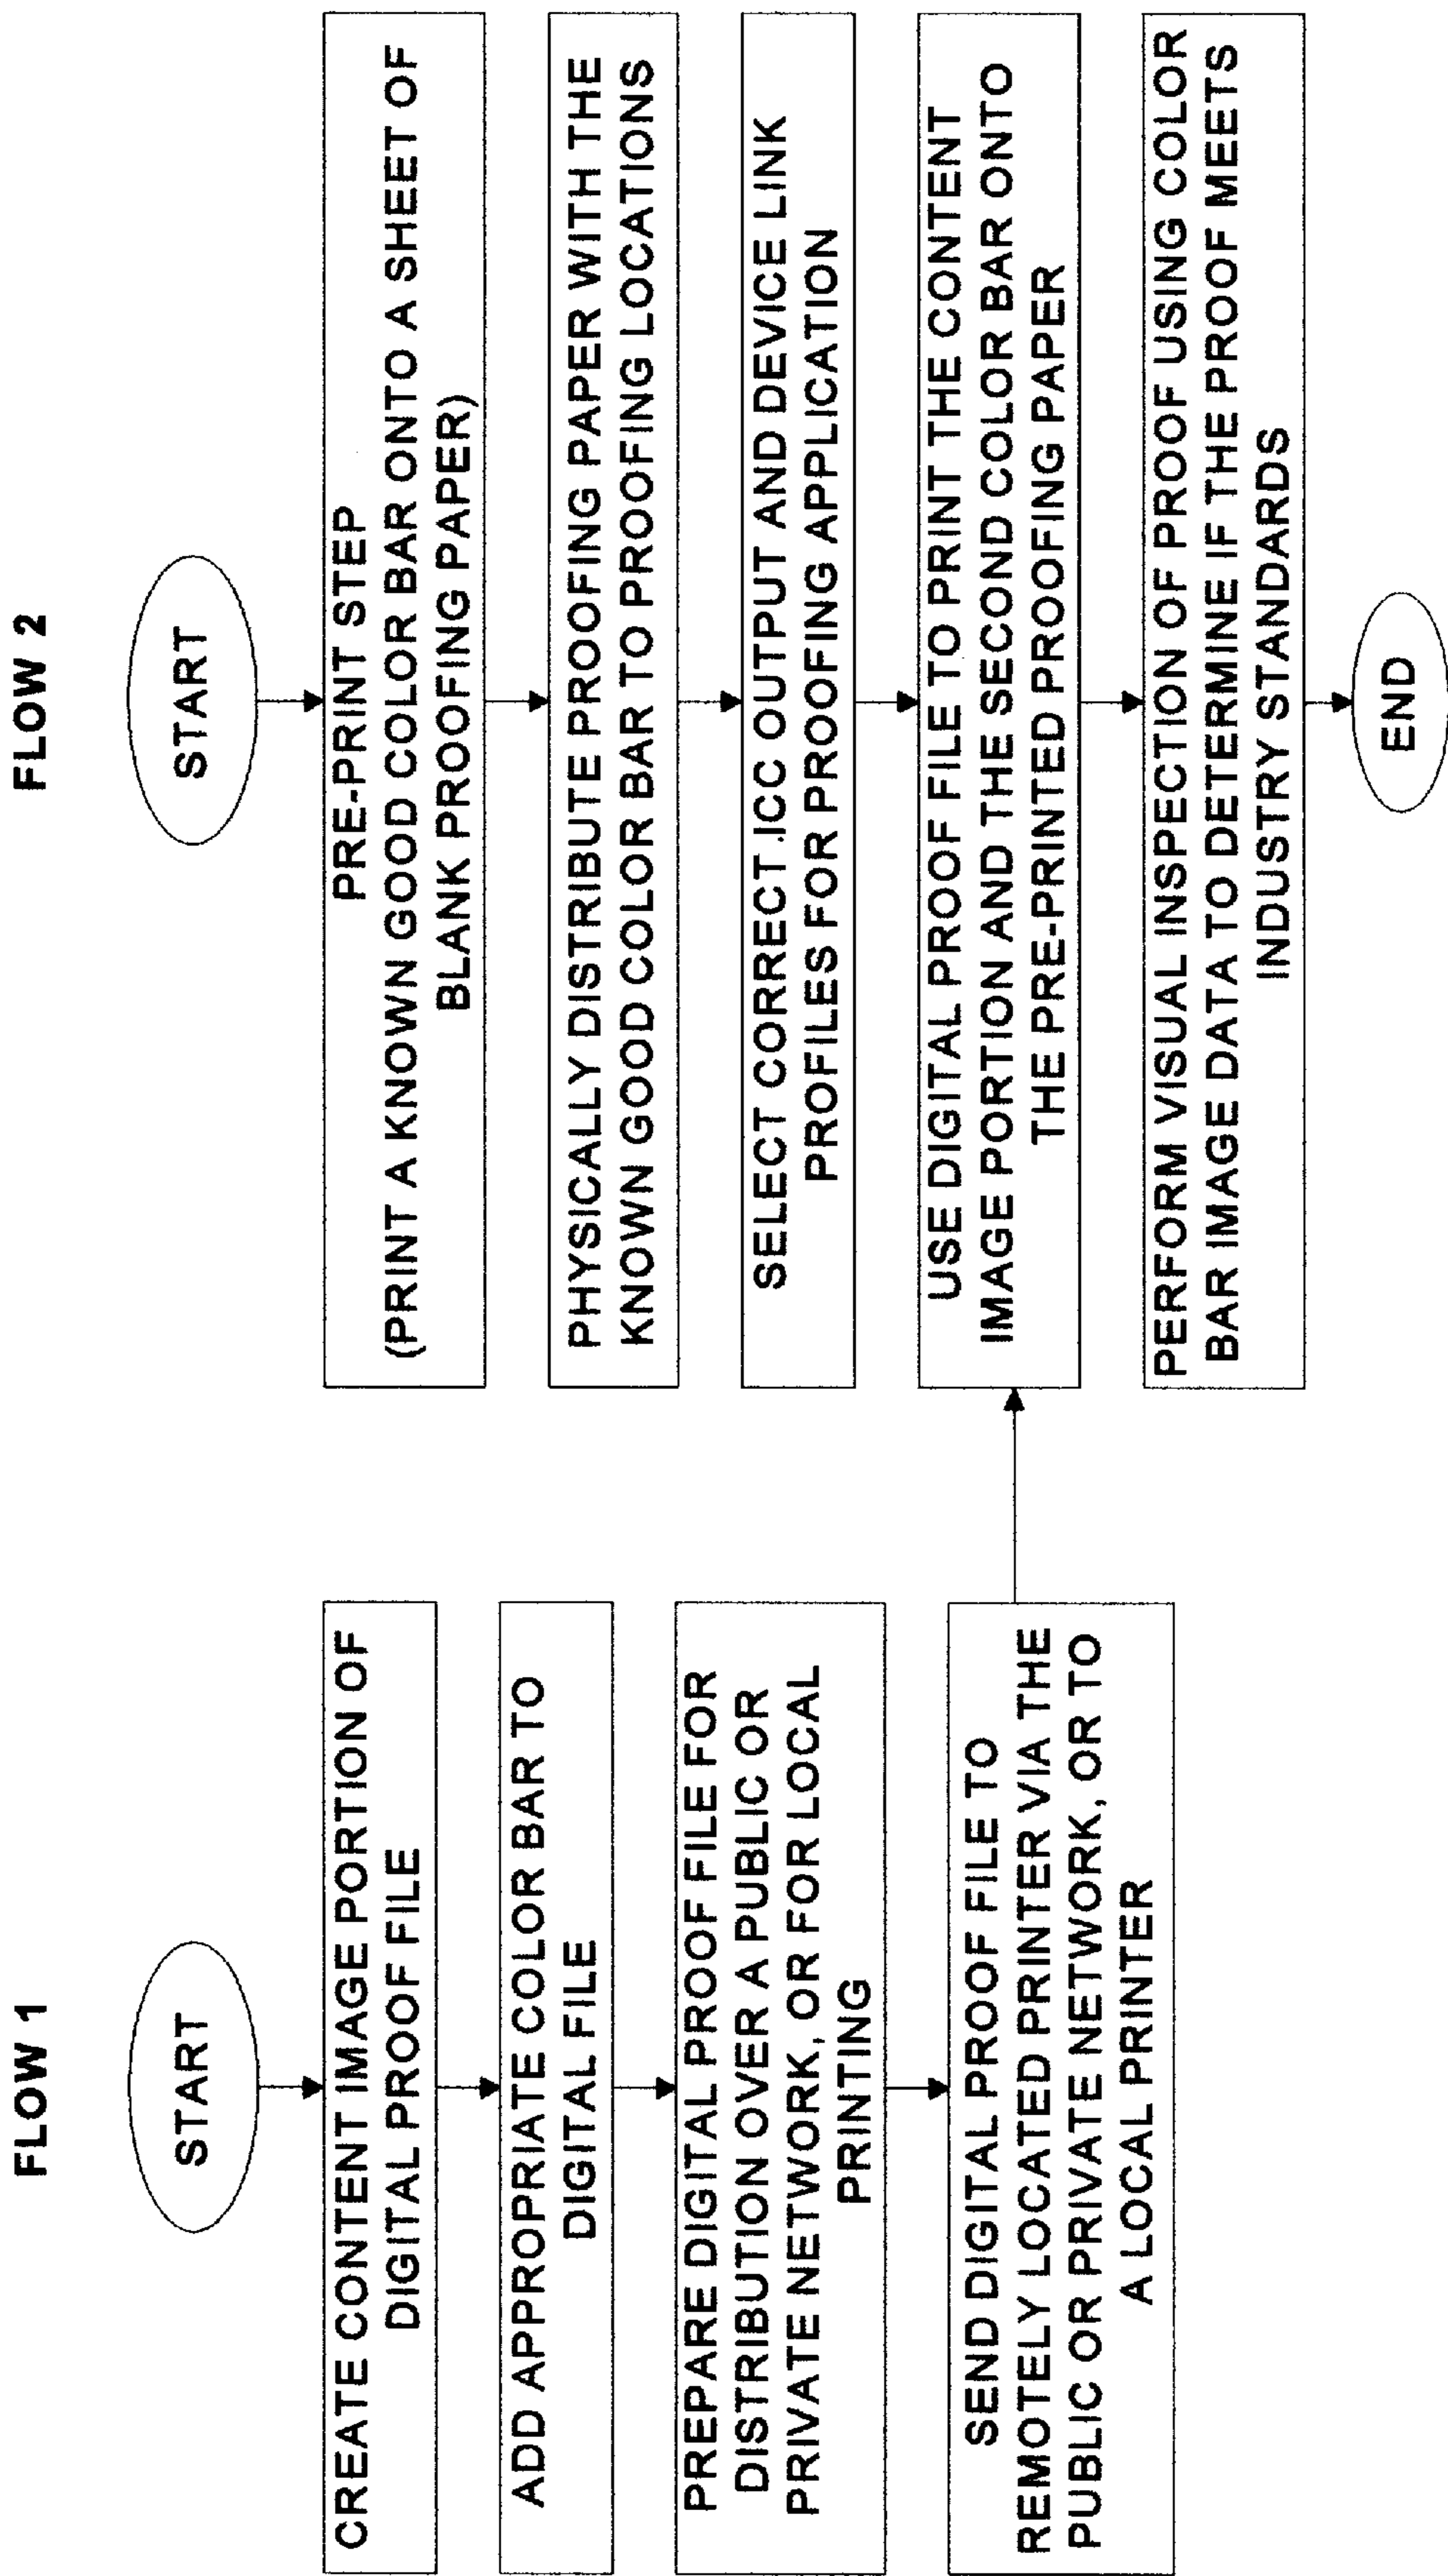 FLOW 1
START
CREATE CONTENT IMAGE PORTION OF
DIGITAL PROOF FILE
ADD APPROPRIATE COLOR BAR TO
DIGITAL FILE
PREPARE DIGITAL PROOF FILE FOR
DISTRIBUTION OVER A PUBLIC OR
PRIVATE NETWORK, OR FOR LOCAL
PRINTING
SEND DIGITAL PROOF FILE TO
REMOTELY LOCATED PRINTER VIA THE
PUBLIC OR PRIVATE NETWORK, OR TO
A LOCAL PRINTER
FLOW 2
START
PRE-PRINT STEP
(PRINT A KNOWN GOOD COLOR BAR ONTO A SHEET OF
BLANK PROOFING PAPER)
PHYSICALLY DISTRIBUTE PROOFING PAPER WITH THE
KNOWN GOOD COLOR BAR TO PROOFING LOCATIONS
SELECT CORRECT .ICC OUTPUT AND DEVICE LINK
PROFILES FOR PROOFING APPLICATION
USE DIGITAL PROOF FILE TO PRINT THE CONTENT
IMAGE PORTION AND THE SECOND COLOR BAR ONTO
THE PRE-PRINTED PROOFING PAPER
PERFORM VISUAL INSPECTION OF PROOF USING COLOR
BAR IMAGE DATA TO DETERMINE IF THE PROOF MEETS
INDUSTRY STANDARDS
END